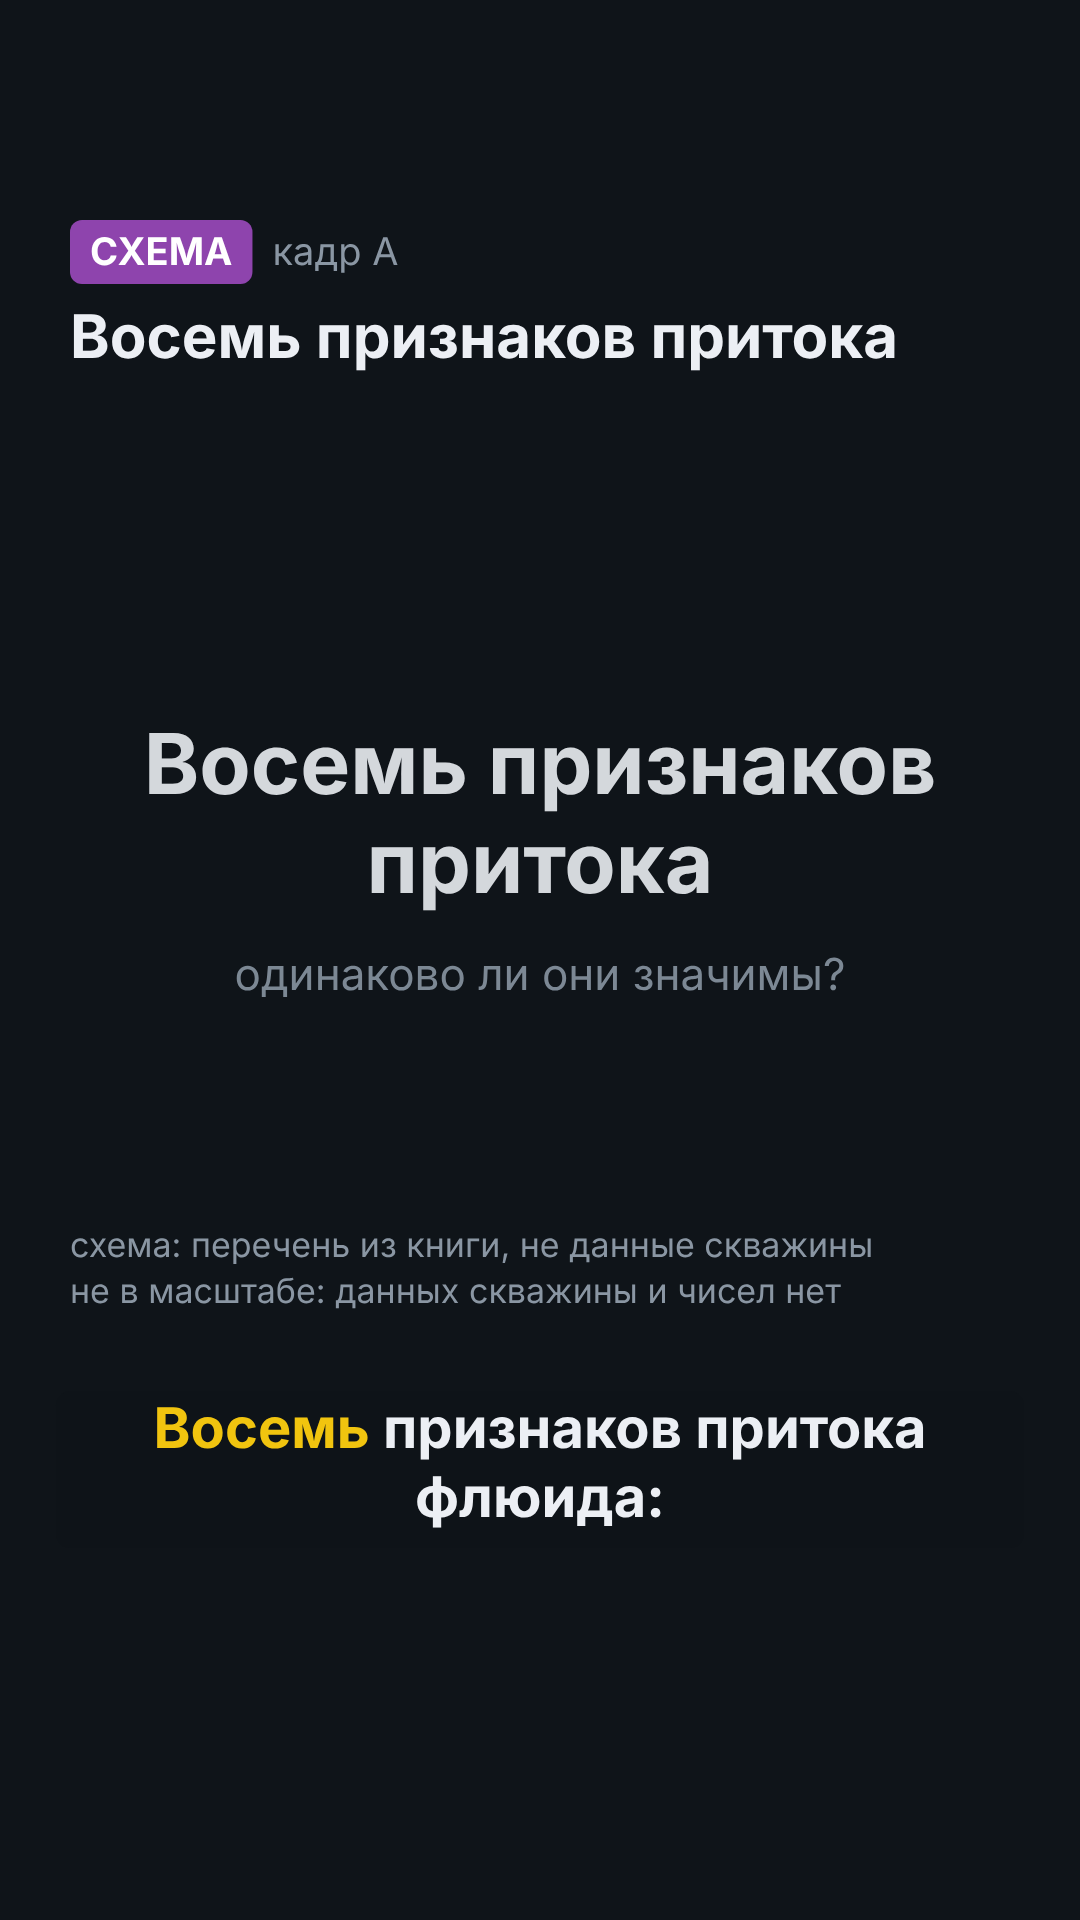 СХЕМА кадр А
Восемь признаков притока
Восемь признаков
притока
одинаково ли они значимы?
схема: перечень из книги, не данные скважины
не в масштабе: данных скважины и чисел нет
Восемь признаков притока
флюида: